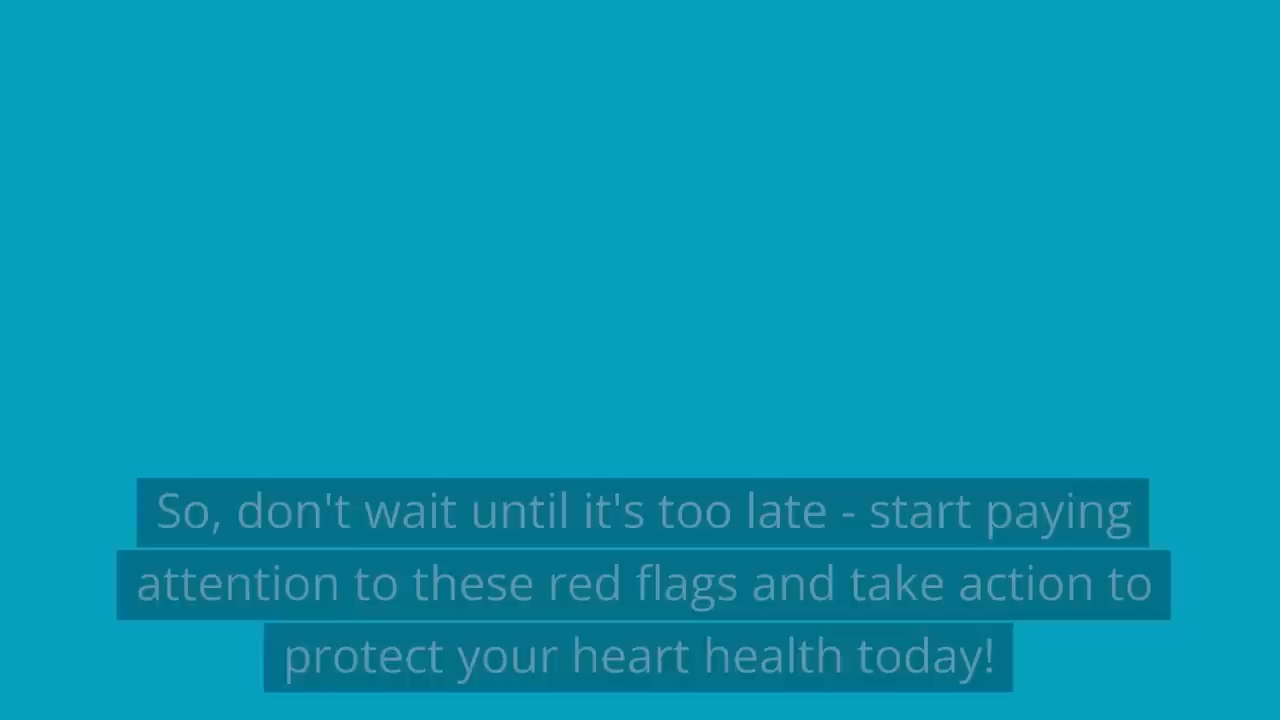 So, don't wait until it's too late - start paying
attention to these red flags and take action to
protect your heart health today!